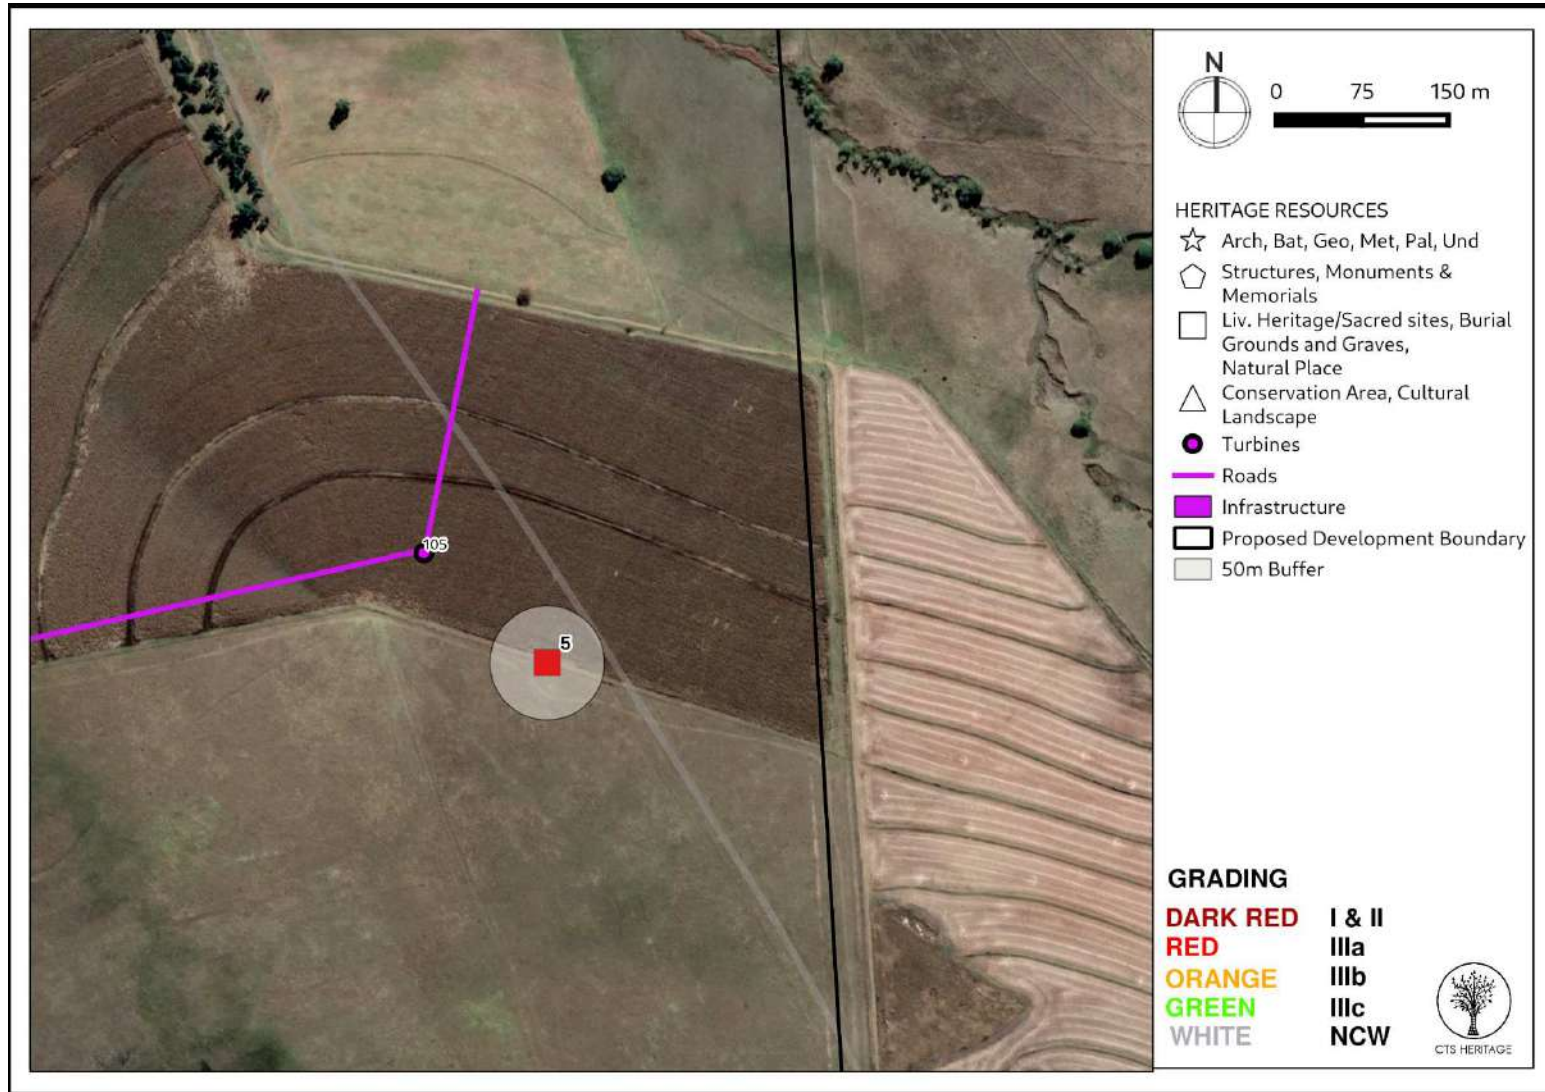 105
5
N
0 75 150 m
HERITAGE RESOURCES
Arch, Bat, Geo, Met, Pal, Und
Structures, Monuments &
Memorials
Liv. Heritage/Sacred sites, Burial
Grounds and Graves,
Natural Place
Conservation Area, Cultural
Landscape
Turbines
Roads
Infrastructure
Proposed Development Boundary
50m Buffer
GRADING
DARK RED I & II
RED IIIa
ORANGE IIIb
GREEN IIIc
WHITE NCW
CTS HERITAGE